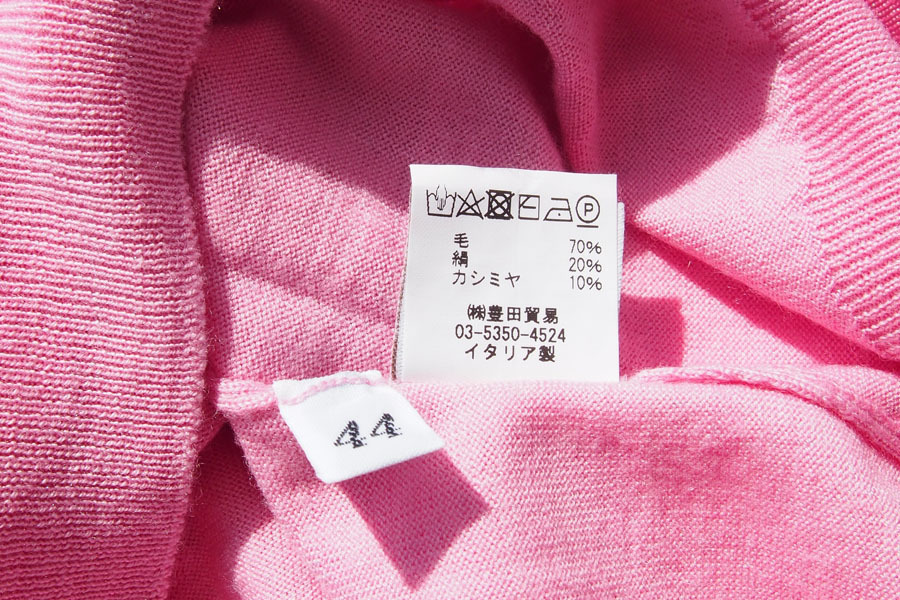 毛 70%
絹 20%
カシミヤ 10%
㈱豊田貿易
03-5350-4524
イタリア製
44